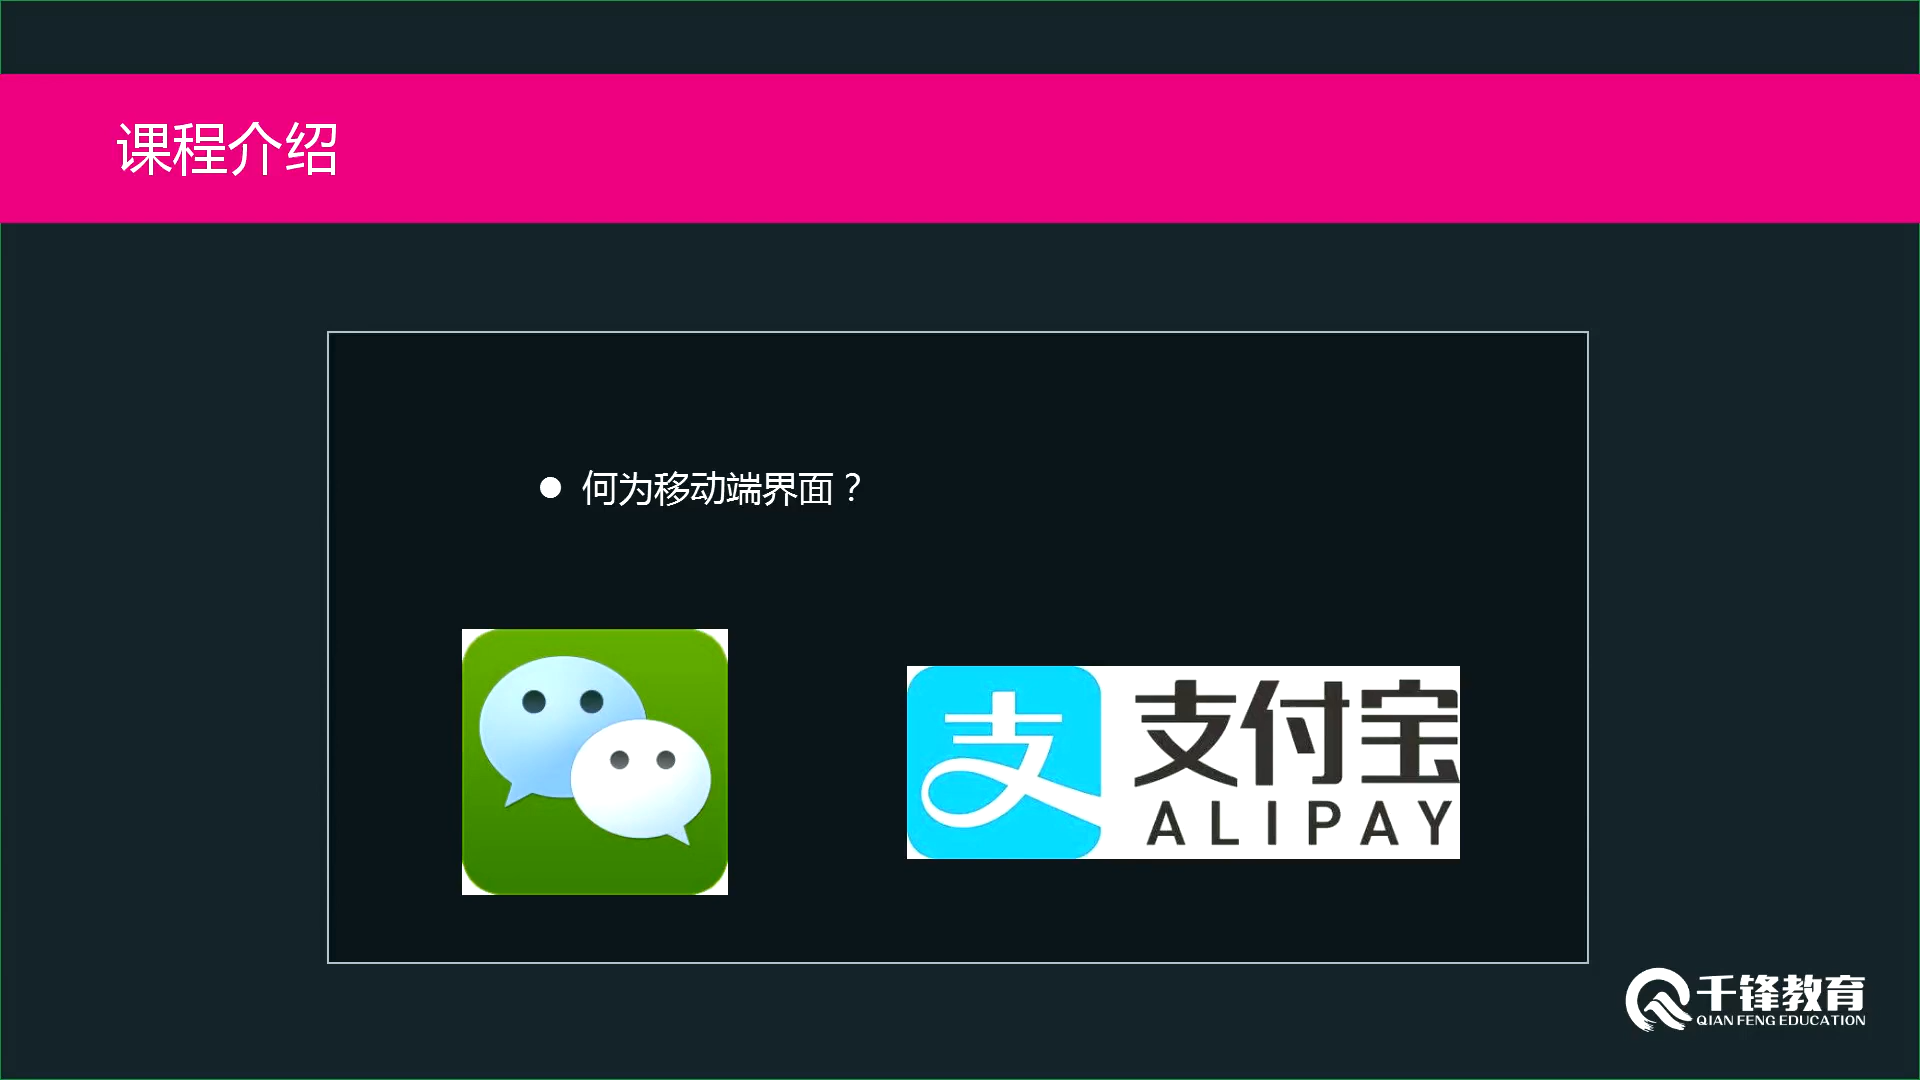 课程介绍
● 何为移动端界面？
支
支付宝
ALIPAY
千锋教育
QIAN FENG EDUCATION